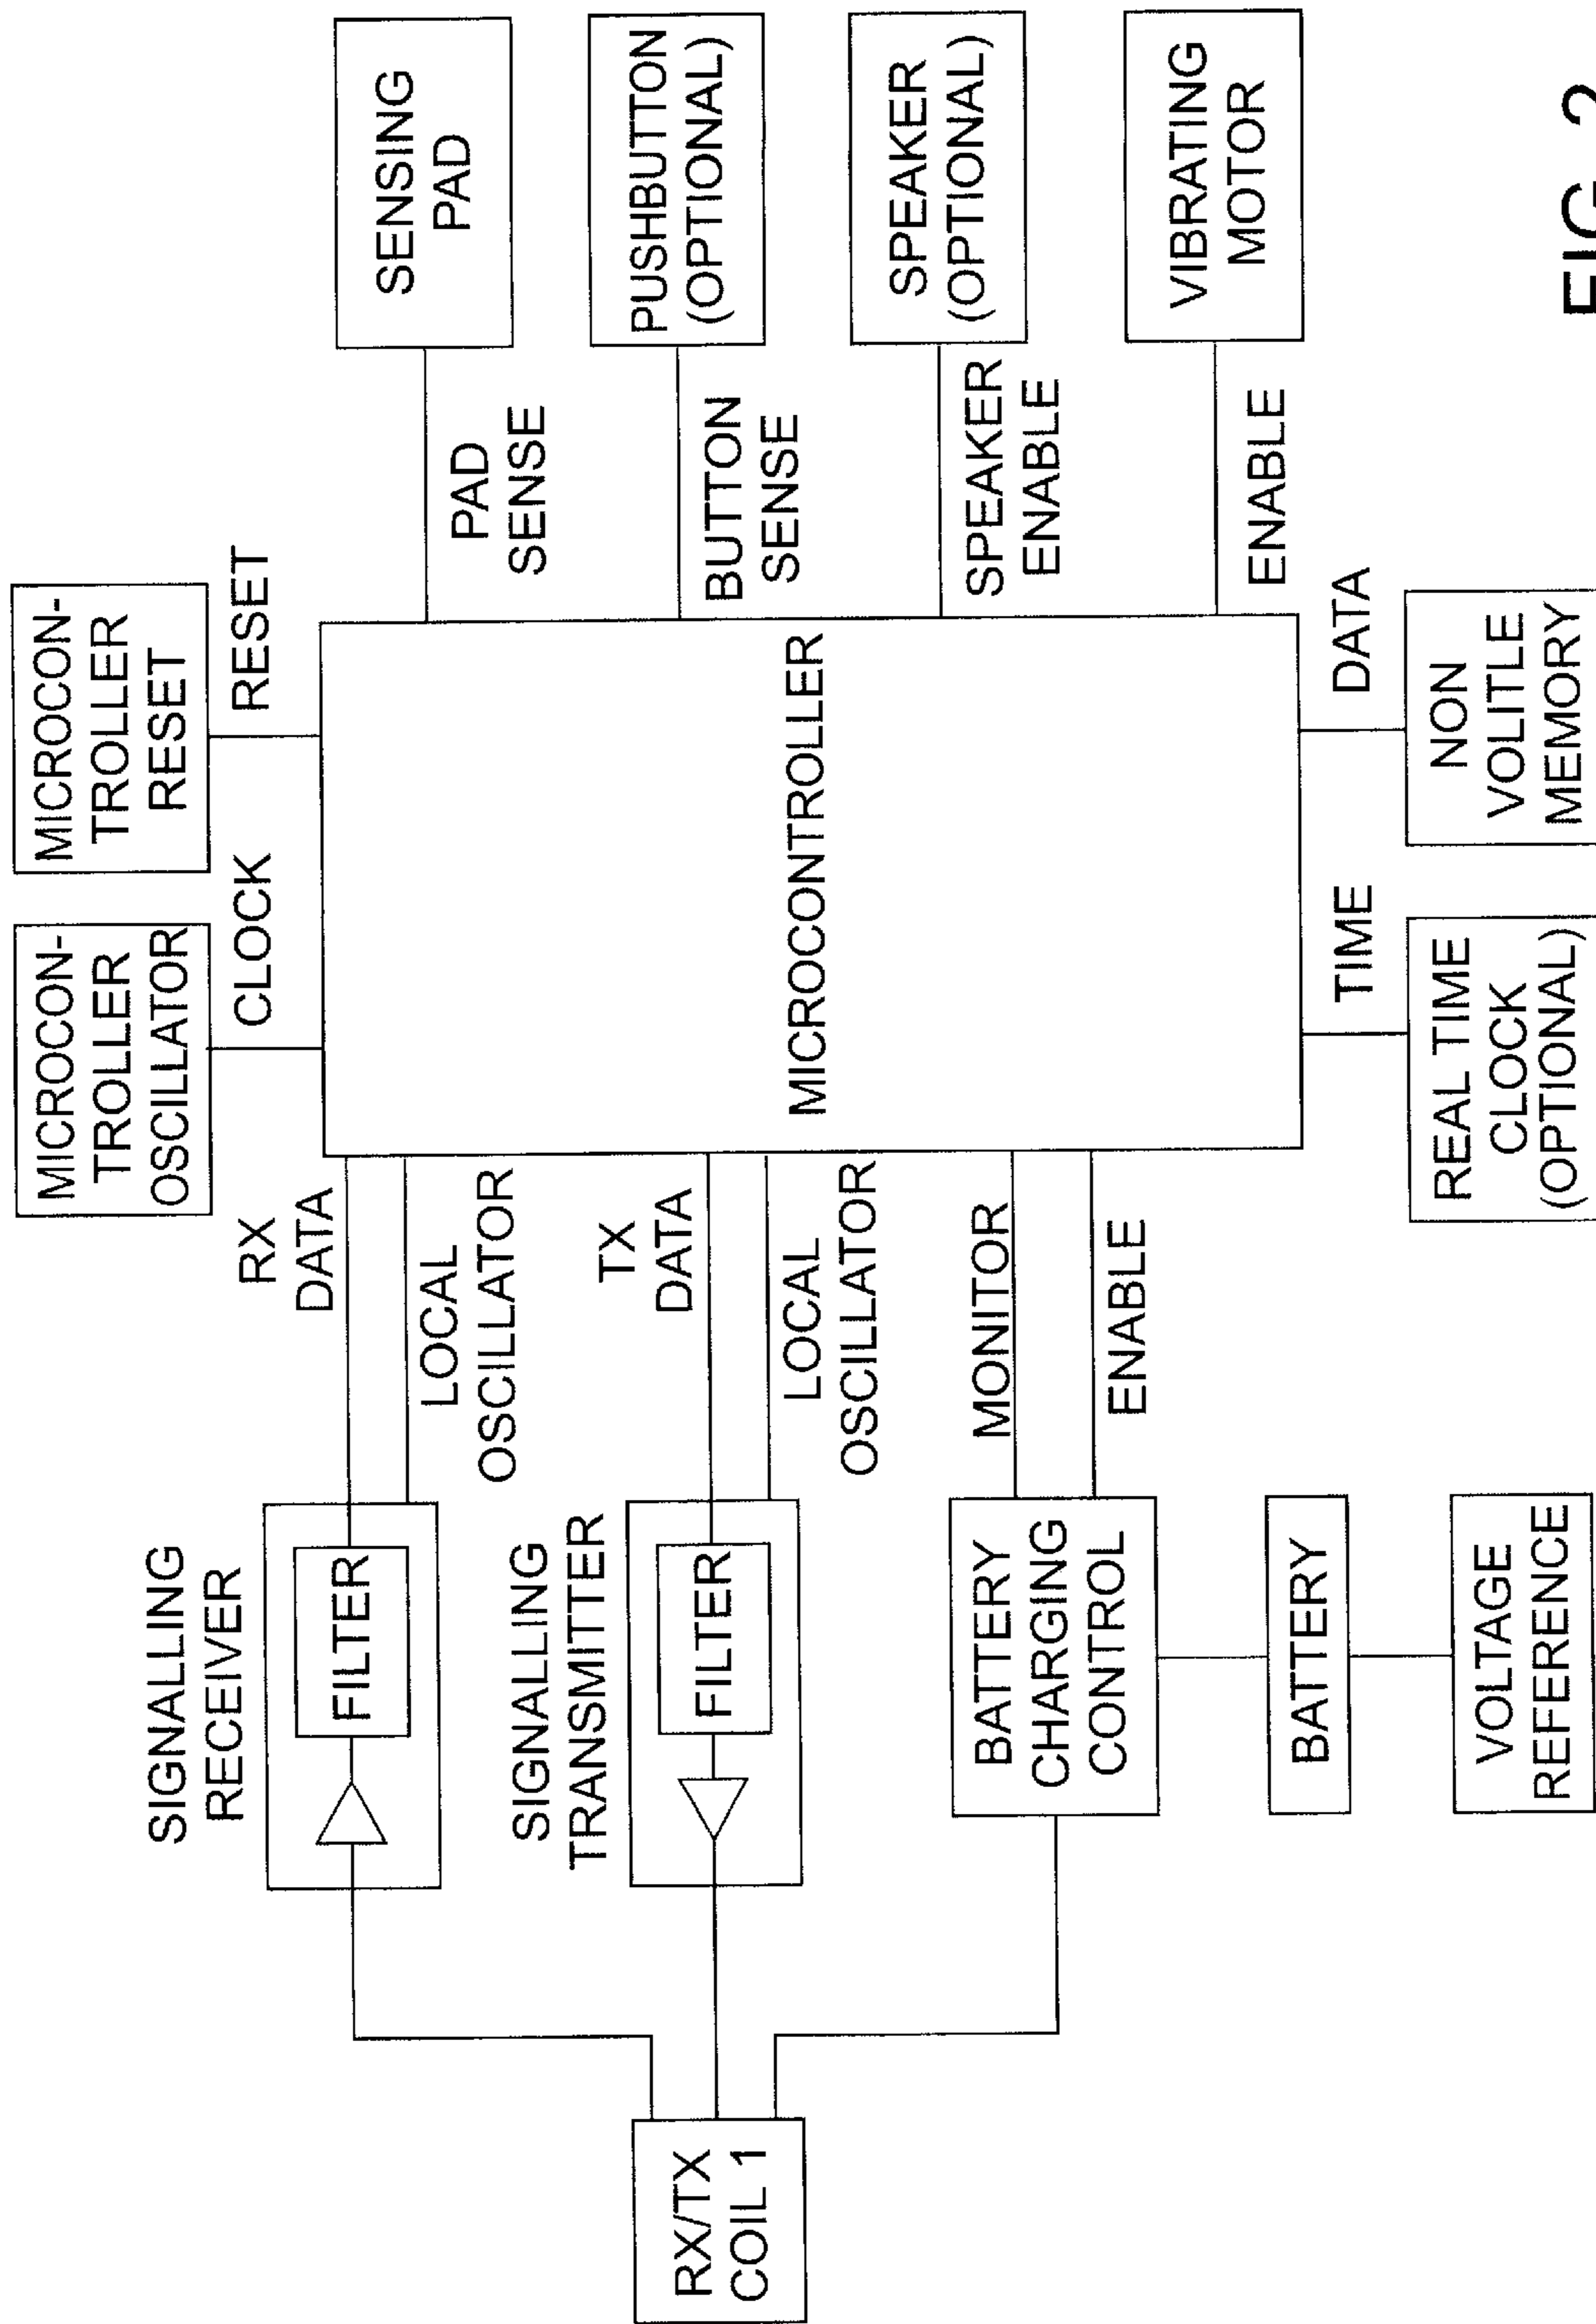 MICROCON-
TROLLER
OSCILLATOR
MICROCON-
TROLLER
RESET
CLOCK
RESET
SIGNALLING
RECEIVER
FILTER
RX
DATA
LOCAL
OSCILLATOR
SIGNALLING
TRANSMITTER
FILTER
TX
DATA
LOCAL
OSCILLATOR
RX/TX
COIL 1
BATTERY
CHARGING
CONTROL
MONITOR
ENABLE
BATTERY
VOLTAGE
REFERENCE
MICROCONTROLLER
PAD
SENSE
SENSING
PAD
BUTTON
SENSE
PUSHBUTTON
(OPTIONAL)
SPEAKER
ENABLE
SPEAKER
(OPTIONAL)
ENABLE
VIBRATING
MOTOR
TIME
DATA
REAL TIME
CLOCK
(OPTIONAL)
NON
VOLITLE
MEMORY
FIG. 2